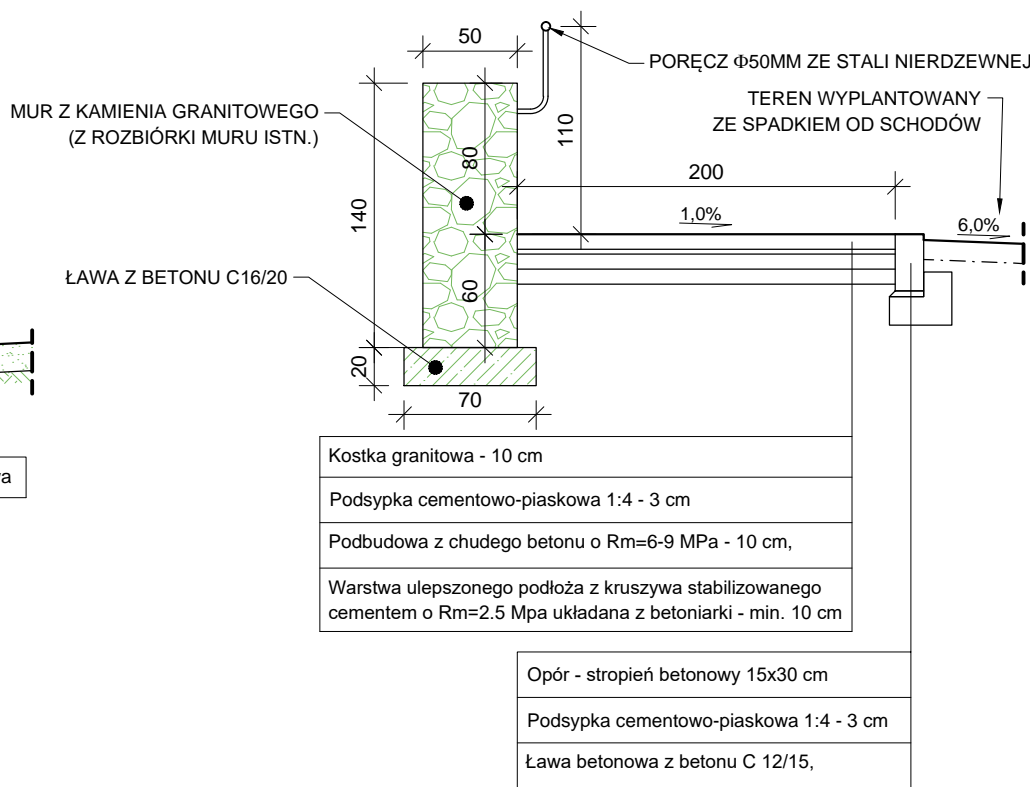 50
PORĘCZ Φ50MM ZE STALI NIERDZEWNEJ
MUR Z KAMIENIA GRANITOWEGO
(Z ROZBIÓRKI MURU ISTN.)
TEREN WYPLANTOWANY
ZE SPADKIEM OD SCHODÓW
110
80
200
140
1,0%
6,0%
ŁAWA Z BETONU C16/20
60
20
70
Kostka granitowa - 10 cm
a
Podsypka cementowo-piaskowa 1:4 - 3 cm
Podbudowa z chudego betonu o Rm=6-9 MPa - 10 cm,
Warstwa ulepszonego podłoża z kruszywa stabilizowanego
cementem o Rm=2.5 Mpa układana z betoniarki - min. 10 cm
Opór - stropień betonowy 15x30 cm
Podsypka cementowo-piaskowa 1:4 - 3 cm
Ława betonowa z betonu C 12/15,